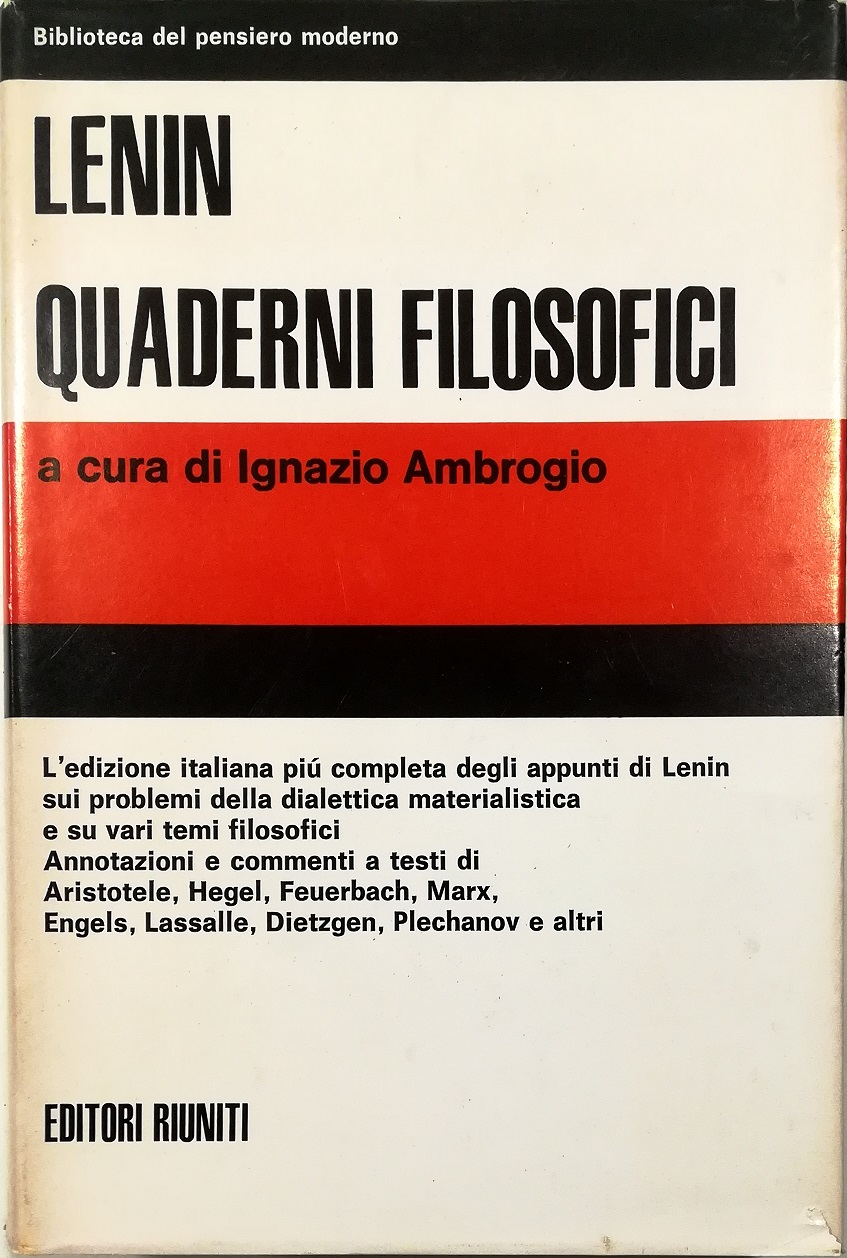 Biblioteca del pensiero moderno
LENIN
QUADERNI FILOSOFICI
a cura di Ignazio Ambrogio
L'edizione italiana piú completa degli appunti di Lenin
sui problemi della dialettica materialistica
e su vari temi filosofici
Annotazioni e commenti a testi di
Aristotele, Hegel, Feuerbach, Marx,
Engels, Lassalle, Dietzgen, Plechanov e altri
EDITORI RIUNITI